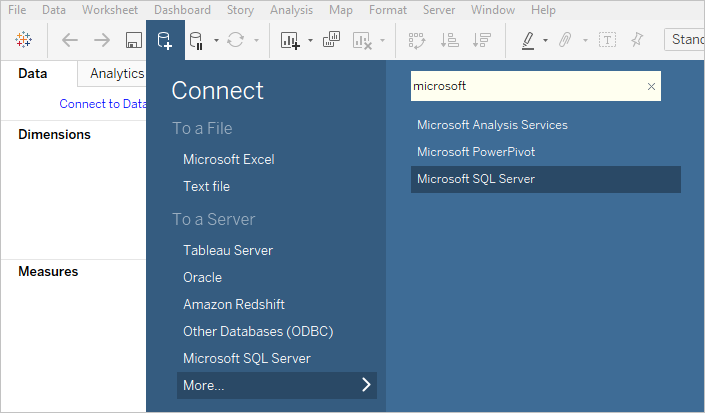 File Data Worksheet Dashboard Story Analysis Map Format Server Window Help
Stand
Data Analytics
Connect to Data
Dimensions
Measures
Connect
To a File
Microsoft Excel
Text file
To a Server
Tableau Server
Oracle
Amazon Redshift
Other Databases (ODBC)
Microsoft SQL Server
More...
microsoft
Microsoft Analysis Services
Microsoft PowerPivot
Microsoft SQL Server